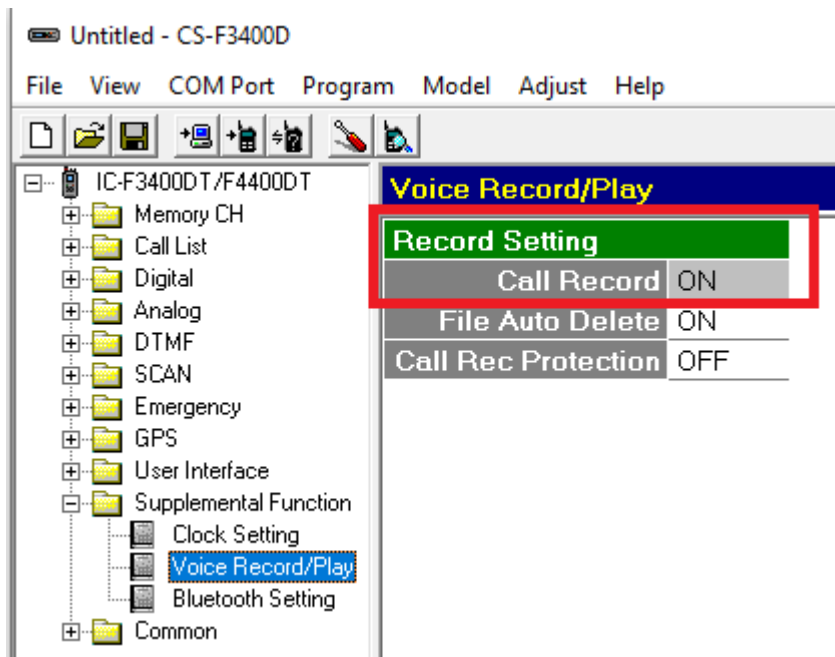 Untitled - CS-F3400D
File View COM Port Program Model Adjust Help
IC-F3400DT/F4400DT
Memory CH
Call List
Digital
Analog
DTMF
SCAN
Emergency
GPS
User Interface
Supplemental Function
Clock Setting
Voice Record/Play
Bluetooth Setting
Common
Voice Record/Play
Record Setting
Call Record ON
File Auto Delete ON
Call Rec Protection OFF